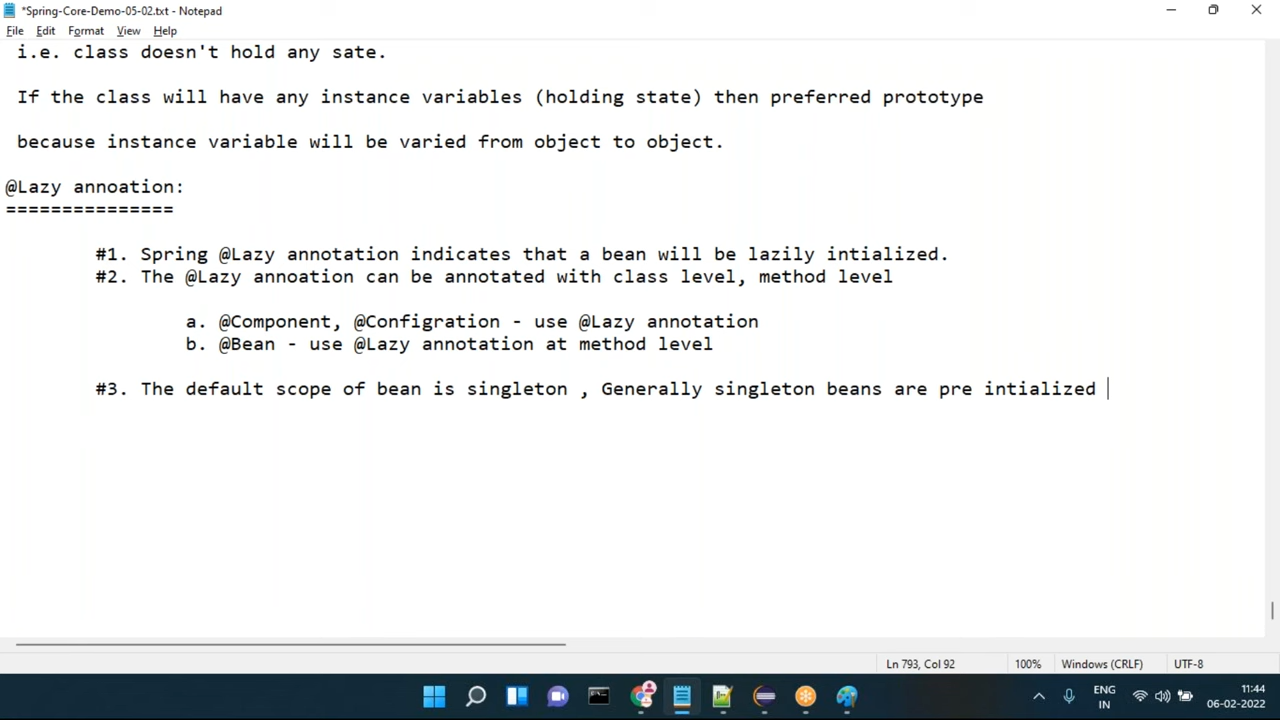 *Spring-Core-Demo-05-02.txt - Notepad
File Edit Format View Help
i.e. class doesn't hold any sate.
If the class will have any instance variables (holding state) then preferred prototype
because instance variable will be varied from object to object.
@Lazy annoation:
===============
#1. Spring @Lazy annotation indicates that a bean will be lazily intialized.
#2. The @Lazy annoation can be annotated with class level, method level
a. @Component, @Configration - use @Lazy annotation
b. @Bean - use @Lazy annotation at method level
#3. The default scope of bean is singleton , Generally singleton beans are pre intialized
Ln 793, Col 92 100% Windows (CRLF) UTF-8
ENG 11:44
IN 06-02-2022